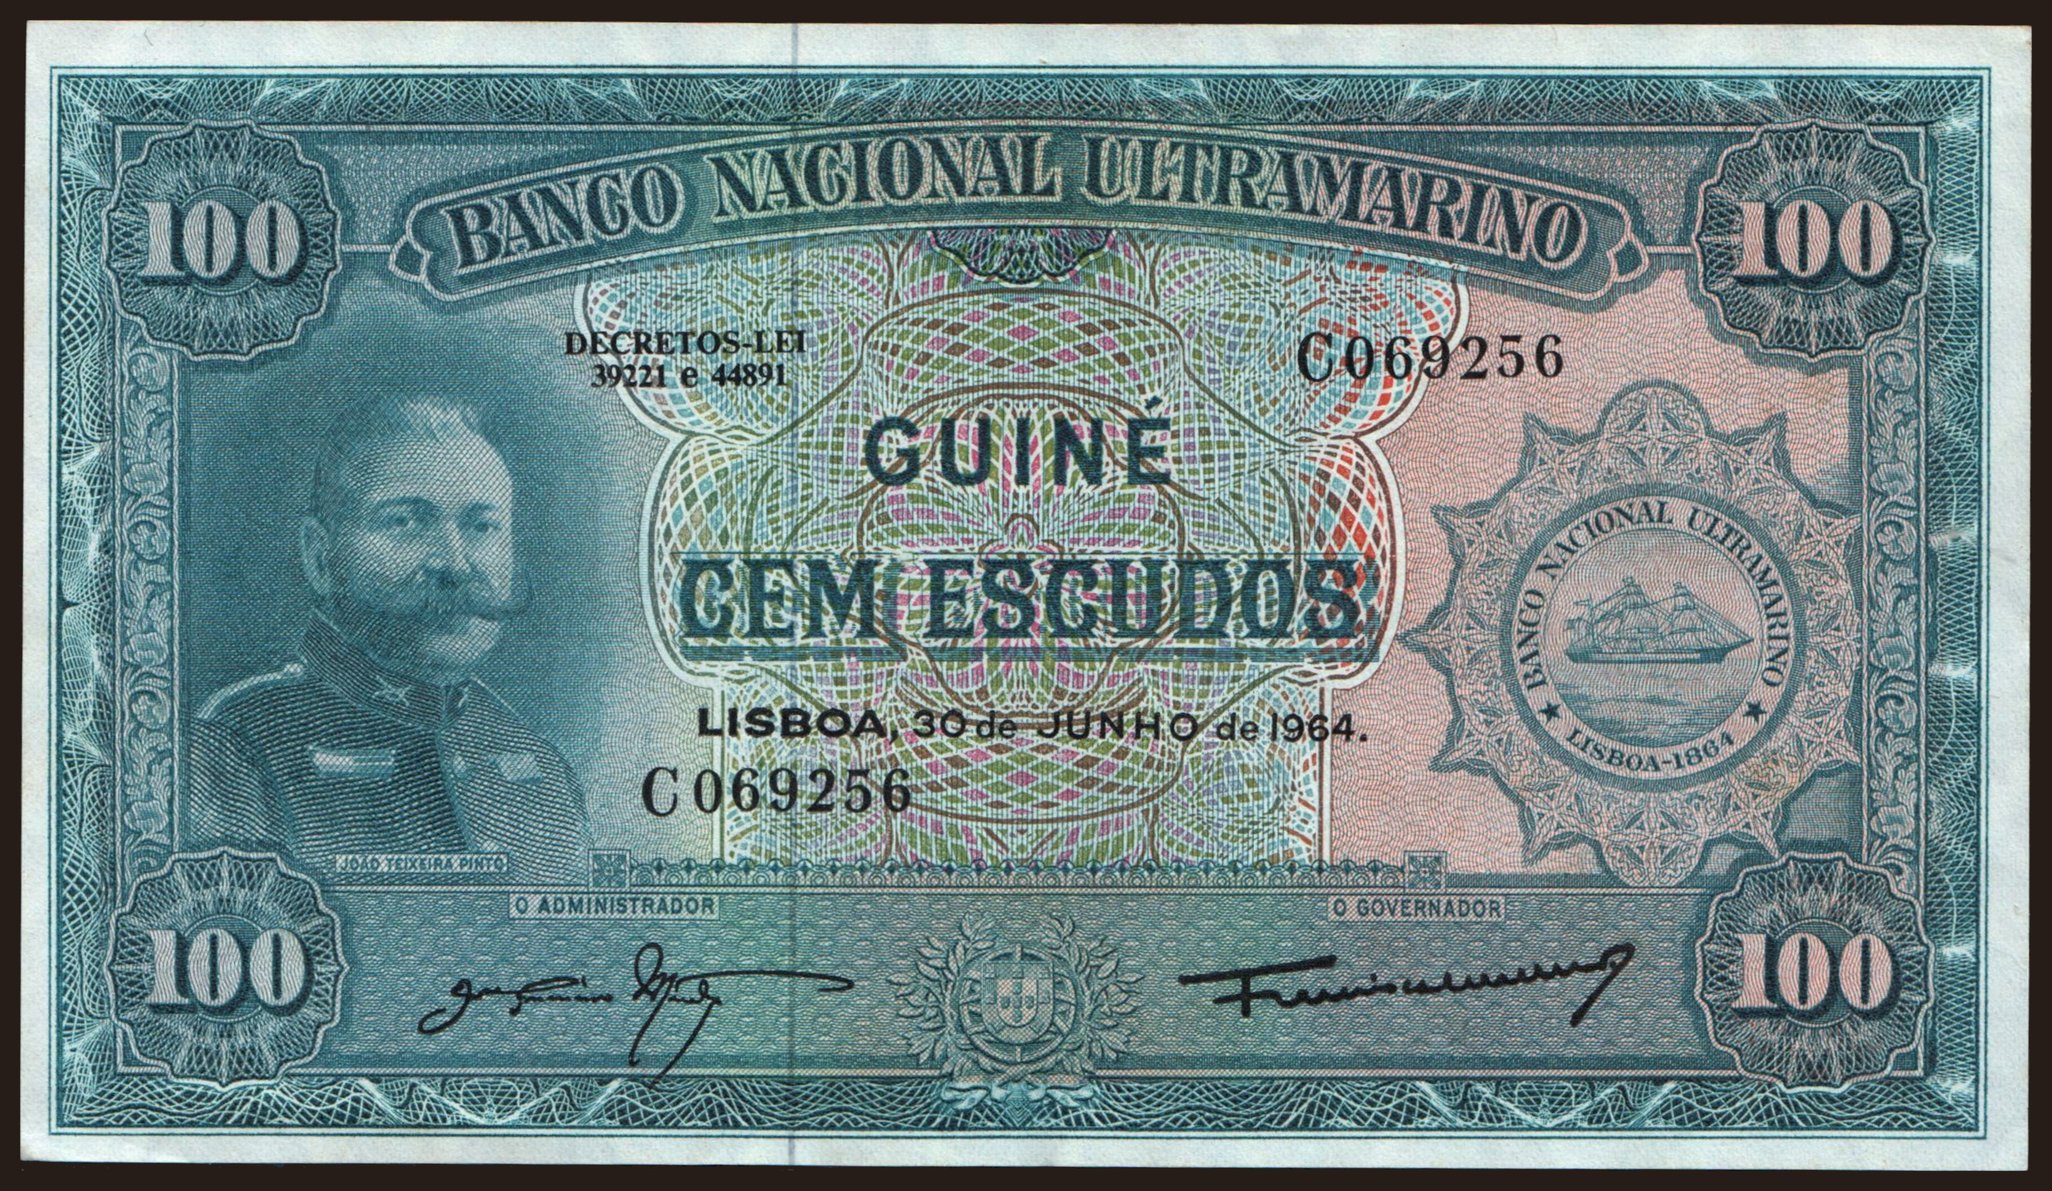 100
BANCO NACIONAL ULTRAMARINO
100
DECRETOS-LEI
39221 e 44891
C069256
GUINÉ
CEM ESCUDOS
BANCO NACIONAL ULTRAMARINO
LISBOA-1864
LISBOA, 30 de JUNHO de 1964.
C069256
JOÃO TEIXEIRA PINTO
O ADMINISTRADOR
O GOVERNADOR
100
100